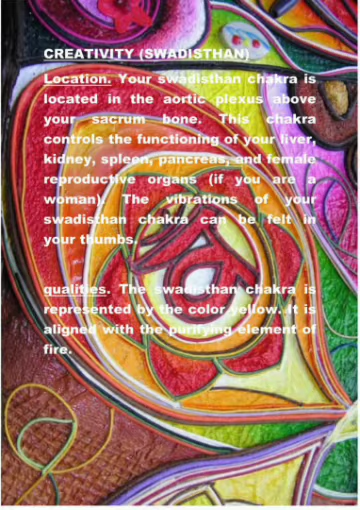 CREATIVITY (SWADISTHAN)
Location. Your swadisthan chakra is
located in the aortic plexus above
your sacrum bone. This chakra
controls the functioning of your liver,
kidney, spleen, pancreas, and female
reproductive organs (if you are a
woman). The vibrations of your
swadisthan chakra can be felt in
your thumbs.
qualities. The swadisthan chakra is
represented by the color yellow. It is
aligned with the purifying element of
fire.